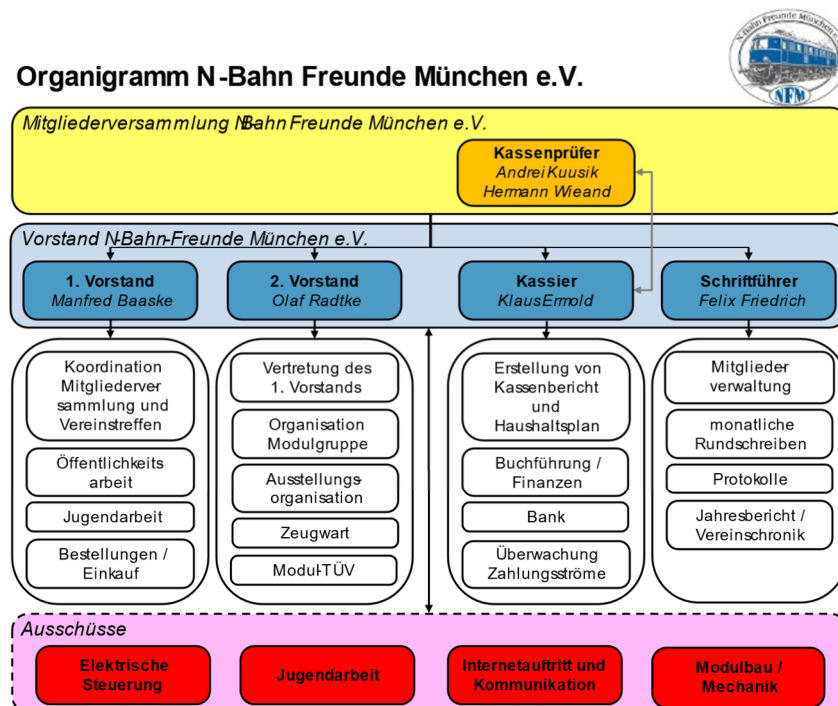 N-Bahn Freunde München e.V.
NFM
Organigramm N-Bahn Freunde München e.V.
Mitgliederversammlung N-Bahn Freunde München e.V.
Kassenprüfer
Andrei Kuusik
Hermann Wieand
Vorstand N-Bahn-Freunde München e.V.
1. Vorstand
Manfred Baaske
2. Vorstand
Olaf Radtke
Kassier
Klaus Ermold
Schriftführer
Felix Friedrich
Koordination
Mitgliederver
sammlung und
Vereinstreffen
Öffentlichkeits
arbeit
Jugendarbeit
Bestellungen /
Einkauf
Vertretung des
1. Vorstands
Organisation
Modulgruppe
Ausstellungs-
organisation
Zeugwart
Modul-TÜV
Erstellung von
Kassenbericht
und
Haushaltsplan
Buchführung /
Finanzen
Bank
Überwachung
Zahlungsströme
Mitglieder
verwaltung
monatliche
Rundschreiben
Protokolle
Jahresbericht /
Vereinschronik
Ausschüsse
Elektrische
Steuerung
Jugendarbeit
Internetauftritt und
Kommunikation
Modulbau /
Mechanik